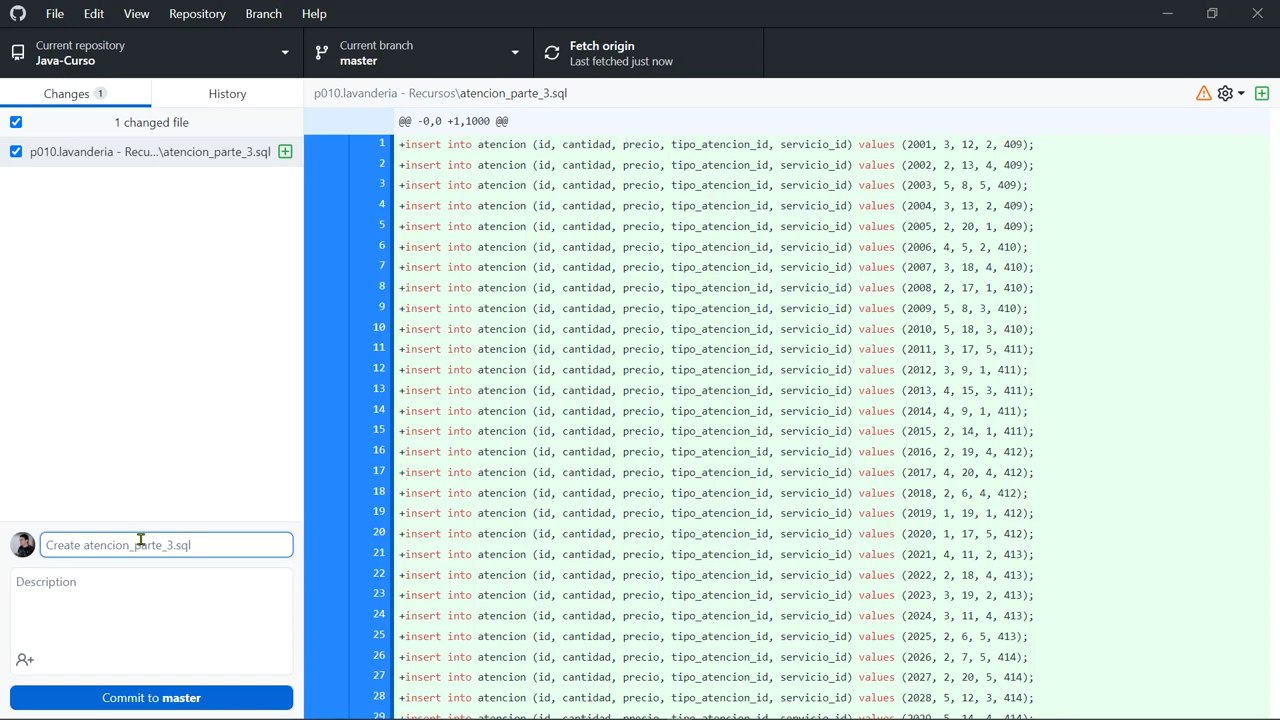 File Edit View Repository Branch Help
Current repository
Java-Curso
Current branch
master
Fetch origin
Last fetched just now
Changes 1
History
p010.lavanderia - Recursos\atencion_parte_3.sql
1 changed file
p010.lavanderia - Recu...\atencion_parte_3.sql
@@ -0,0 +1,1000 @@
1 +insert into atencion (id, cantidad, precio, tipo_atencion_id, servicio_id) values (2001, 3, 12, 2, 409);
2 +insert into atencion (id, cantidad, precio, tipo_atencion_id, servicio_id) values (2002, 2, 13, 4, 409);
3 +insert into atencion (id, cantidad, precio, tipo_atencion_id, servicio_id) values (2003, 5, 8, 5, 409);
4 +insert into atencion (id, cantidad, precio, tipo_atencion_id, servicio_id) values (2004, 3, 13, 2, 409);
5 +insert into atencion (id, cantidad, precio, tipo_atencion_id, servicio_id) values (2005, 2, 20, 1, 409);
6 +insert into atencion (id, cantidad, precio, tipo_atencion_id, servicio_id) values (2006, 4, 5, 2, 410);
7 +insert into atencion (id, cantidad, precio, tipo_atencion_id, servicio_id) values (2007, 3, 18, 4, 410);
8 +insert into atencion (id, cantidad, precio, tipo_atencion_id, servicio_id) values (2008, 2, 17, 1, 410);
9 +insert into atencion (id, cantidad, precio, tipo_atencion_id, servicio_id) values (2009, 5, 8, 3, 410);
10 +insert into atencion (id, cantidad, precio, tipo_atencion_id, servicio_id) values (2010, 5, 18, 3, 410);
11 +insert into atencion (id, cantidad, precio, tipo_atencion_id, servicio_id) values (2011, 3, 17, 5, 411);
12 +insert into atencion (id, cantidad, precio, tipo_atencion_id, servicio_id) values (2012, 3, 9, 1, 411);
13 +insert into atencion (id, cantidad, precio, tipo_atencion_id, servicio_id) values (2013, 4, 15, 3, 411);
14 +insert into atencion (id, cantidad, precio, tipo_atencion_id, servicio_id) values (2014, 4, 9, 1, 411);
15 +insert into atencion (id, cantidad, precio, tipo_atencion_id, servicio_id) values (2015, 2, 14, 1, 411);
16 +insert into atencion (id, cantidad, precio, tipo_atencion_id, servicio_id) values (2016, 2, 19, 4, 412);
17 +insert into atencion (id, cantidad, precio, tipo_atencion_id, servicio_id) values (2017, 4, 20, 4, 412);
18 +insert into atencion (id, cantidad, precio, tipo_atencion_id, servicio_id) values (2018, 2, 6, 4, 412);
19 +insert into atencion (id, cantidad, precio, tipo_atencion_id, servicio_id) values (2019, 1, 19, 1, 412);
20 +insert into atencion (id, cantidad, precio, tipo_atencion_id, servicio_id) values (2020, 1, 17, 5, 412);
21 +insert into atencion (id, cantidad, precio, tipo_atencion_id, servicio_id) values (2021, 4, 11, 2, 413);
22 +insert into atencion (id, cantidad, precio, tipo_atencion_id, servicio_id) values (2022, 2, 18, 4, 413);
23 +insert into atencion (id, cantidad, precio, tipo_atencion_id, servicio_id) values (2023, 3, 19, 2, 413);
24 +insert into atencion (id, cantidad, precio, tipo_atencion_id, servicio_id) values (2024, 3, 11, 4, 413);
25 +insert into atencion (id, cantidad, precio, tipo_atencion_id, servicio_id) values (2025, 2, 6, 5, 413);
26 +insert into atencion (id, cantidad, precio, tipo_atencion_id, servicio_id) values (2026, 2, 7, 5, 414);
27 +insert into atencion (id, cantidad, precio, tipo_atencion_id, servicio_id) values (2027, 2, 20, 5, 414);
28 +insert into atencion (id, cantidad, precio, tipo_atencion_id, servicio_id) values (2028, 5, 12, 3, 414);
29 +insert into atencion (id, cantidad, precio, tipo_atencion_id, servicio_id) values (2029, 5, 14, 4, 414);
Create atencion_parte_3.sql
Description
Commit to master